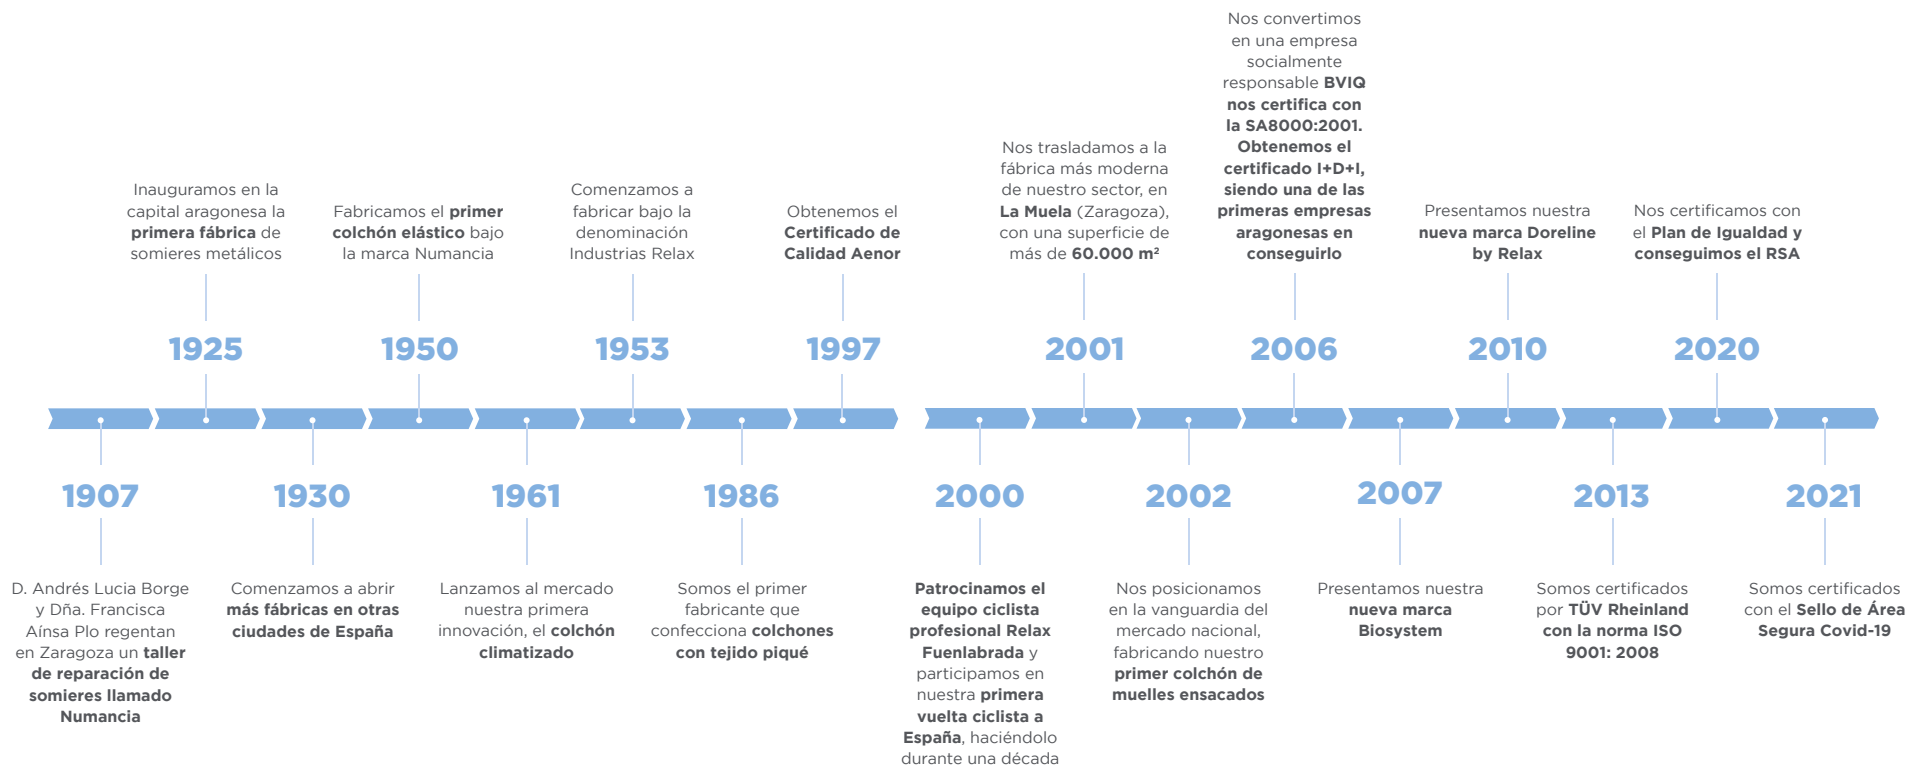 1907
D. Andrés Lucia Borge
y Dña. Francisca
Aínsa Plo regentan
en Zaragoza un taller
de reparación de
somieres llamado
Numancia
Inauguramos en la
capital aragonesa la
primera fábrica de
somieres metálicos
1925
1930
Comenzamos a abrir
más fábricas en otras
ciudades de España
Fabricamos el primer
colchón elástico bajo
la marca Numancia
1950
Comenzamos a
fabricar bajo la
denominación
Industrias Relax
1953
1961
Lanzamos al mercado
nuestra primera
innovación, el colchón
climatizado
1986
Somos el primer
fabricante que
confecciona colchones
con tejido piqué
Obtenemos el
Certificado de
Calidad Aenor
1997
2000
Patrocinamos el
equipo ciclista
profesional Relax
Fuenlabrada y
participamos en
nuestra primera
vuelta ciclista a
España, haciéndolo
durante una década
Nos trasladamos a la
fábrica más moderna
de nuestro sector, en
La Muela (Zaragoza),
con una superficie de
más de 60.000 m²
2001
2002
Nos posicionamos
en la vanguardia del
mercado nacional,
fabricando nuestro
primer colchón de
muelles ensacados
Nos convertimos
en una empresa
socialmente
responsable BVIQ
nos certifica con
la SA8000:2001.
Obtenemos el
certificado I+D+I,
siendo una de las
primeras empresas
aragonesas en
conseguirlo
2006
2007
Presentamos nuestra
nueva marca
Biosystem
Presentamos nuestra
nueva marca Doreline
by Relax
2010
2013
Somos certificados
por TÜV Rheinland
con la norma ISO
9001: 2008
Nos certificamos con
el Plan de Igualdad y
conseguimos el RSA
2020
2021
Somos certificados
con el Sello de Área
Segura Covid-19